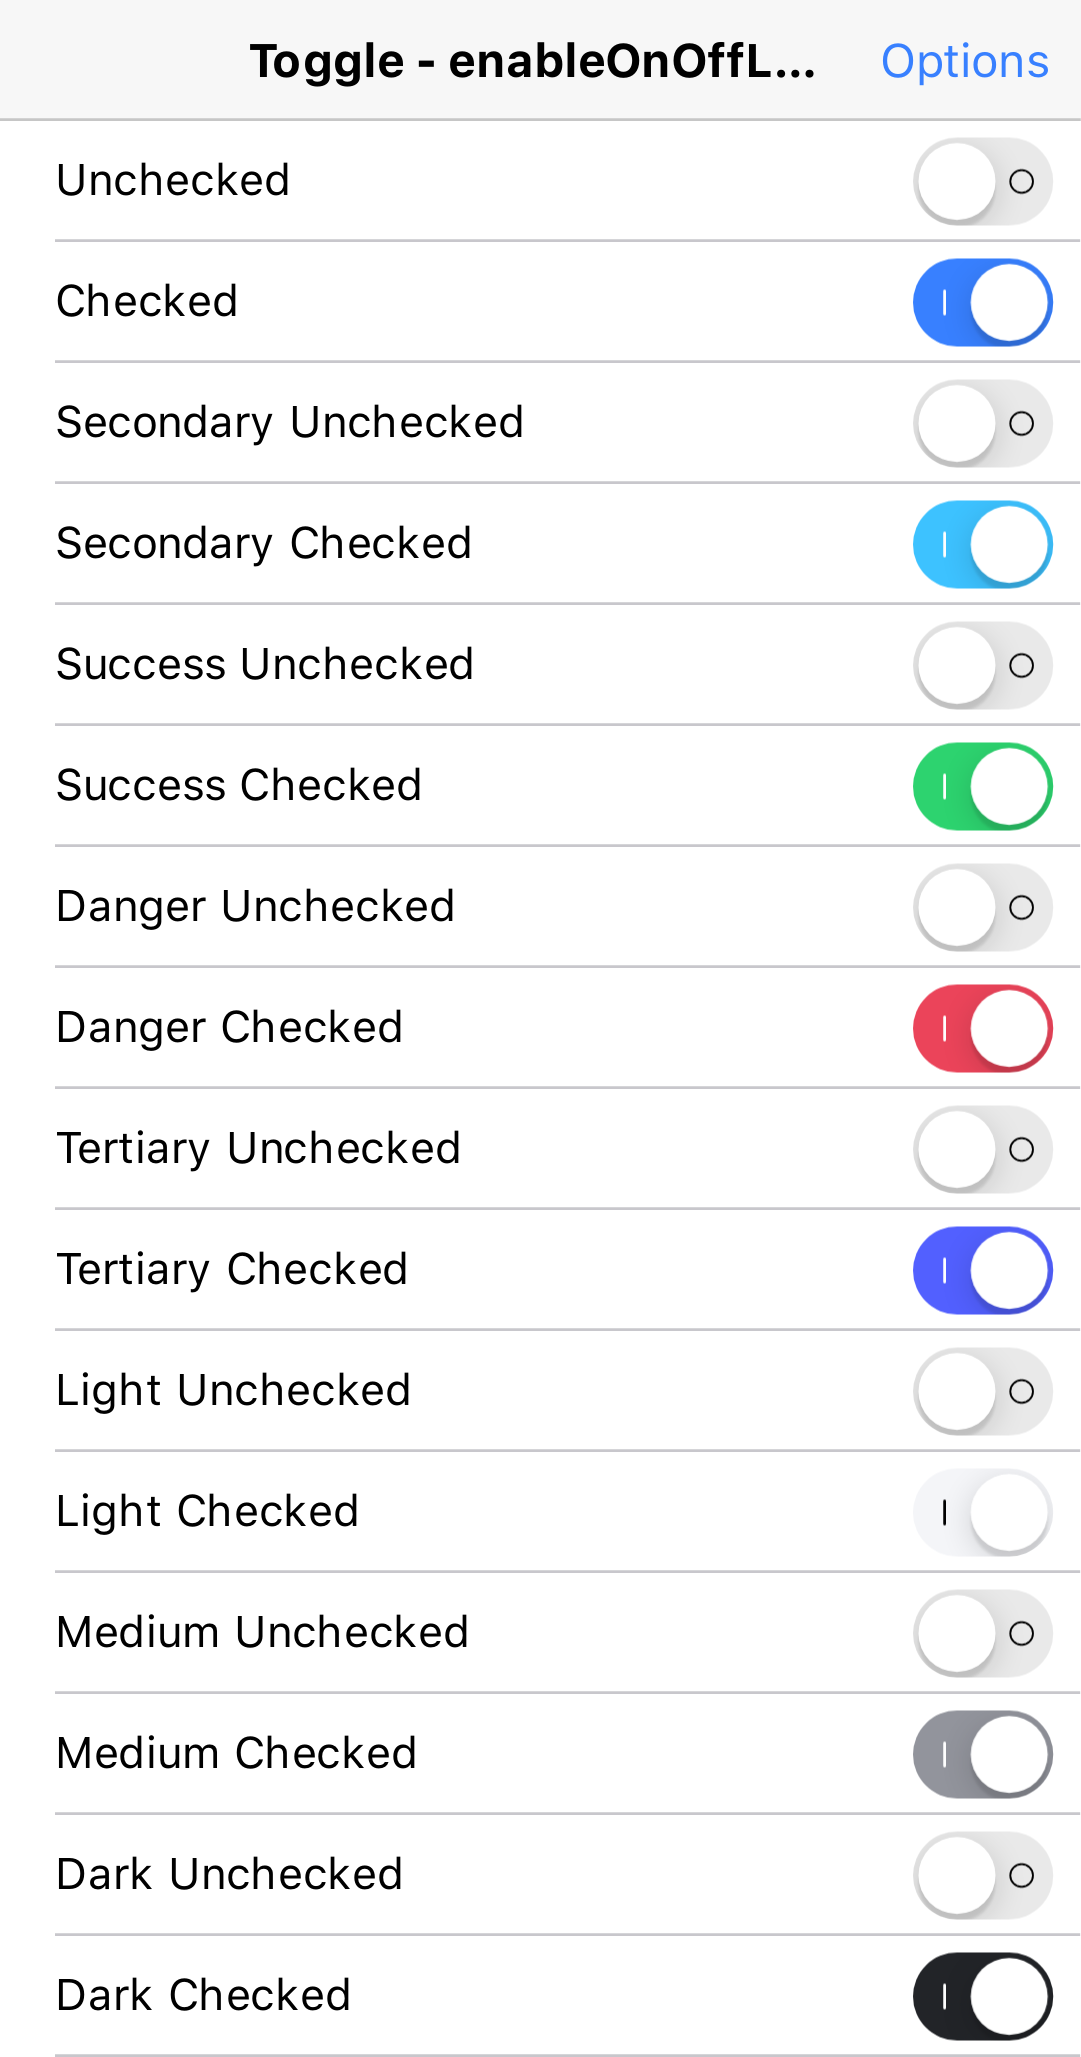 Toggle - enableOnOffL...
Options
Unchecked
Checked
Secondary Unchecked
Secondary Checked
Success Unchecked
Success Checked
Danger Unchecked
Danger Checked
Tertiary Unchecked
Tertiary Checked
Light Unchecked
Light Checked
Medium Unchecked
Medium Checked
Dark Unchecked
Dark Checked